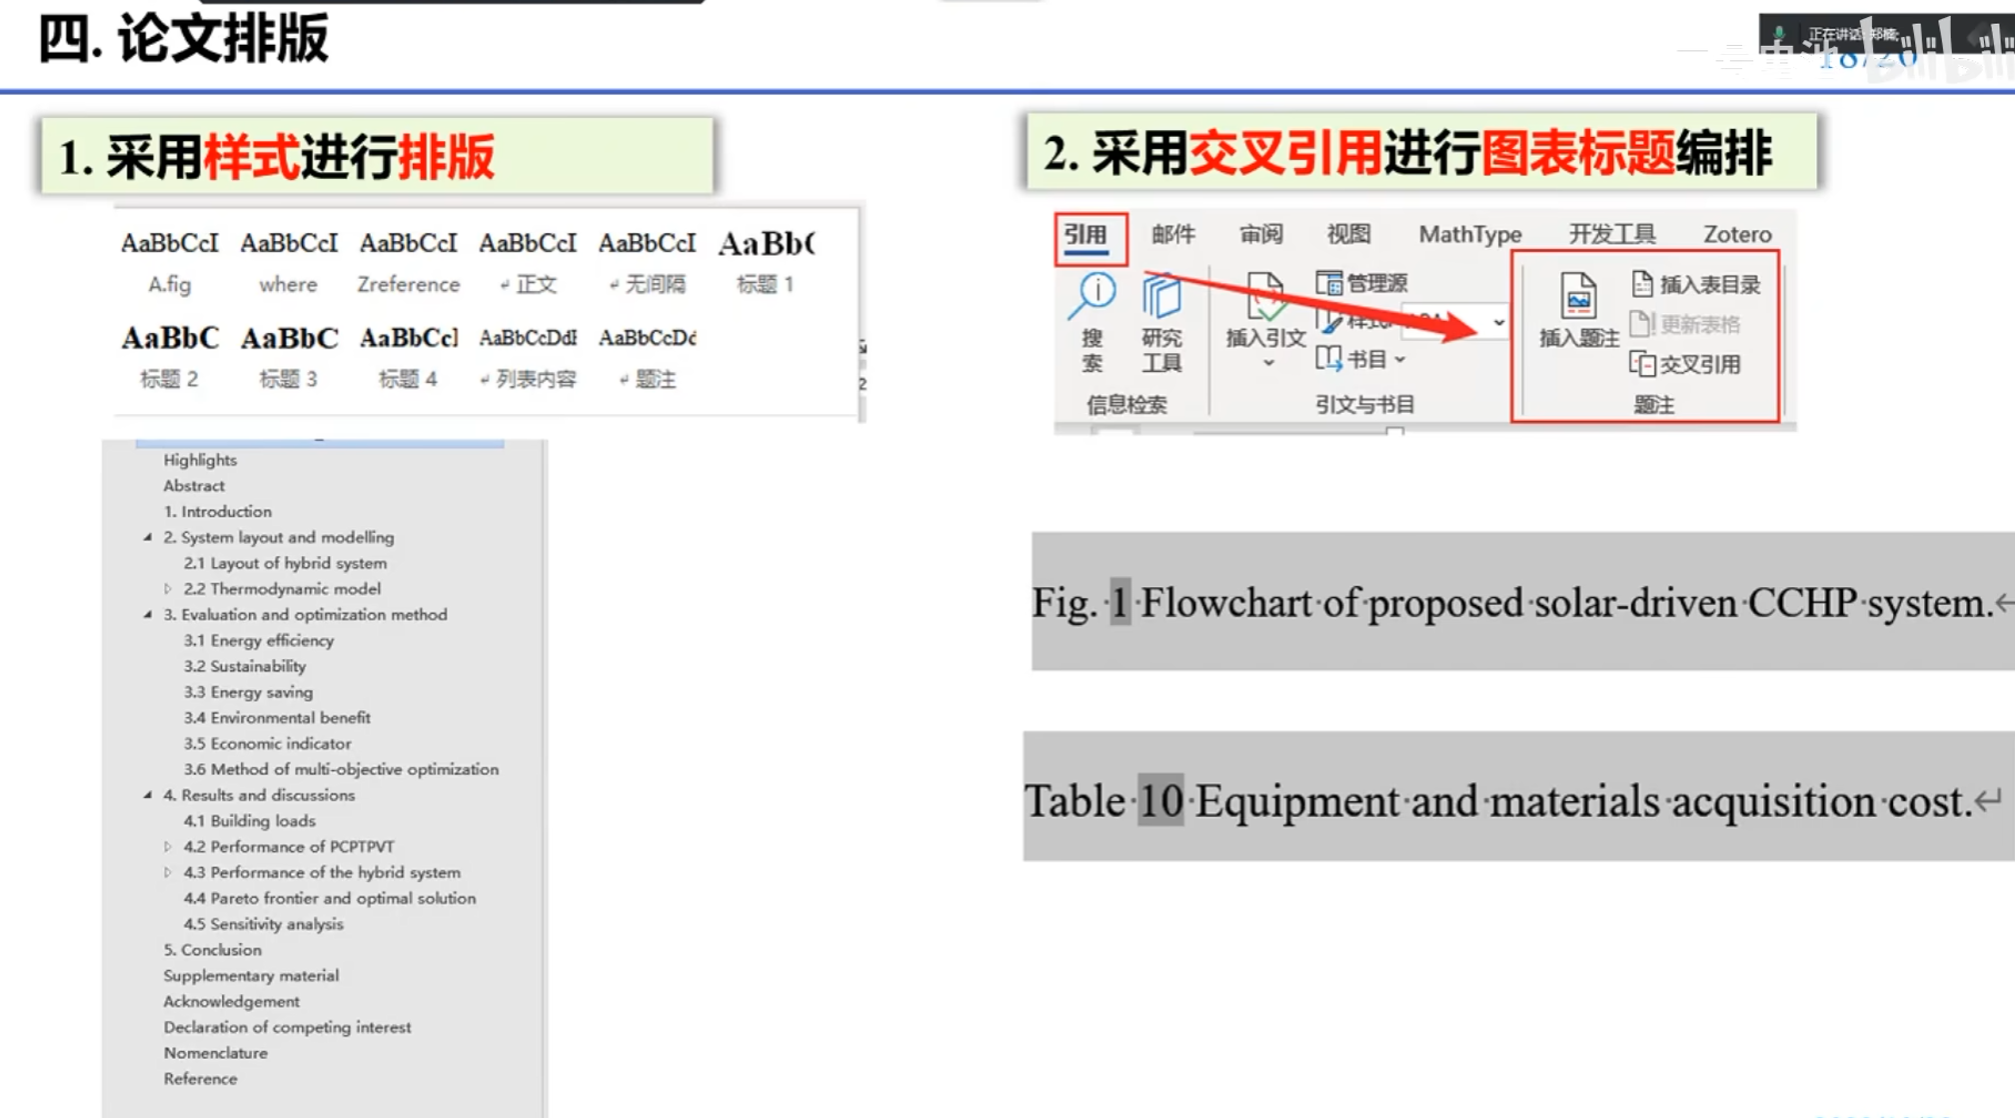 四. 论文排版
正在讲话: 郑楠;
18/20
bilibili
1. 采用样式进行排版
AaBbCcI AaBbCcI AaBbCcI AaBbCcI AaBbCcI AaBb(
A.fig where Zreference 正文 无间隔 标题 1
AaBbC AaBbC AaBbCc AaBbCcDd AaBbCcDd
标题 2 标题 3 标题 4 列表内容 题注
Highlights
Abstract
1. Introduction
2. System layout and modelling
2.1 Layout of hybrid system
2.2 Thermodynamic model
3. Evaluation and optimization method
3.1 Energy efficiency
3.2 Sustainability
3.3 Energy saving
3.4 Environmental benefit
3.5 Economic indicator
3.6 Method of multi-objective optimization
4. Results and discussions
4.1 Building loads
4.2 Performance of PCPTPVT
4.3 Performance of the hybrid system
4.4 Pareto frontier and optimal solution
4.5 Sensitivity analysis
5. Conclusion
Supplementary material
Acknowledgement
Declaration of competing interest
Nomenclature
Reference
2. 采用交叉引用进行图表标题编排
引用 邮件 审阅 视图 MathType 开发工具 Zotero
搜索
研究工具
信息检索
插入引文
管理源
样式:
书目
引文与书目
插入题注
插入表目录
更新表格
交叉引用
题注
Fig. 1 Flowchart of proposed solar-driven CCHP system.
Table 10 Equipment and materials acquisition cost.